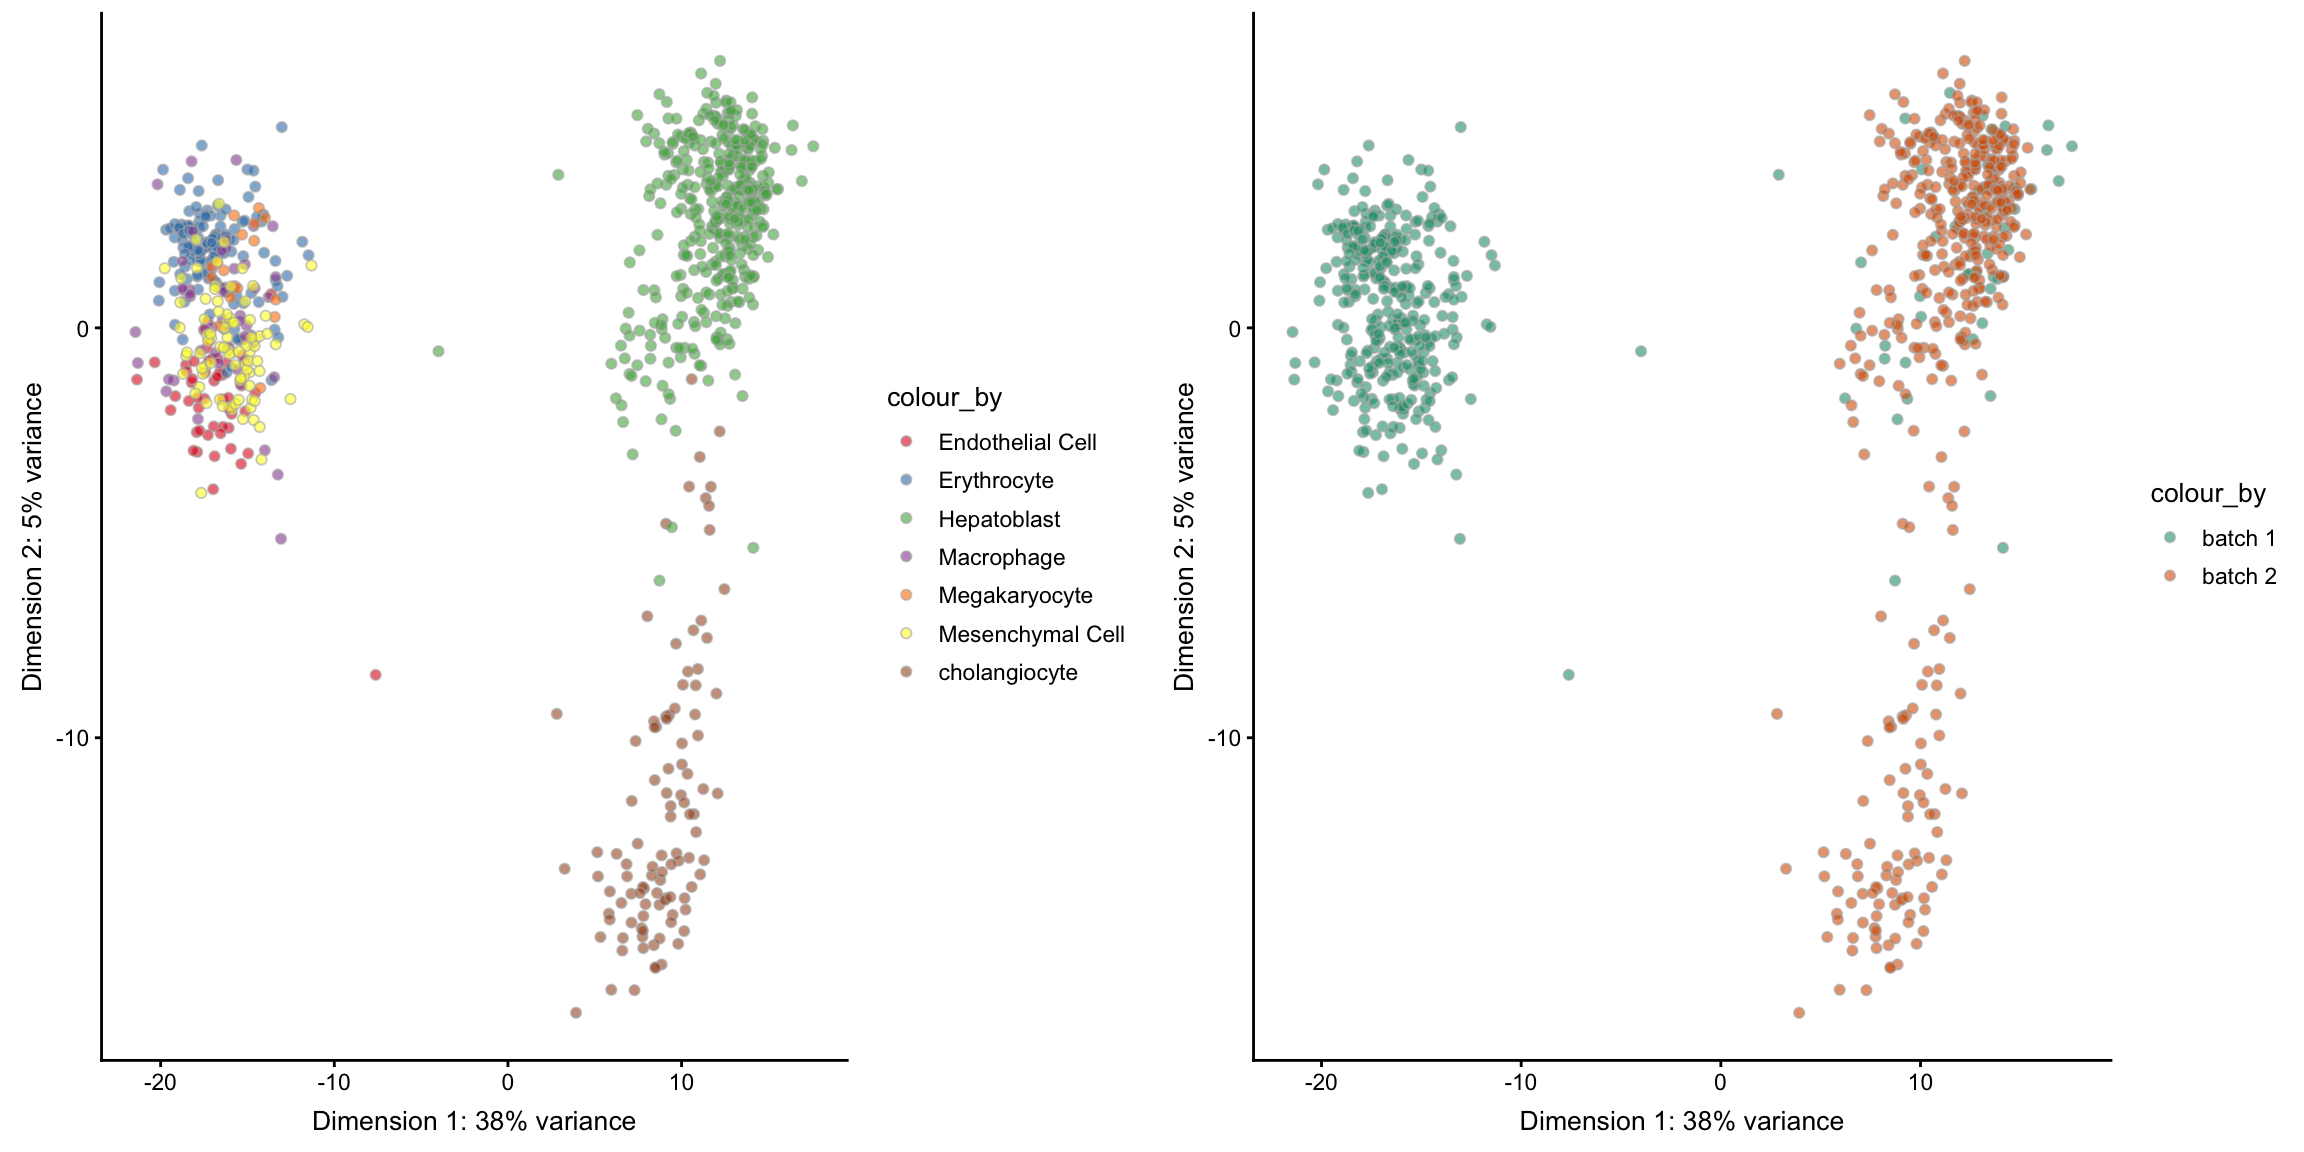 0
-10
-20
-10
0
10
Dimension 1: 38% variance
Dimension 2: 5% variance
colour_by
Endothelial Cell
Erythrocyte
Hepatoblast
Macrophage
Megakaryocyte
Mesenchymal Cell
cholangiocyte
0
-10
-20
-10
0
10
Dimension 1: 38% variance
Dimension 2: 5% variance
colour_by
batch 1
batch 2